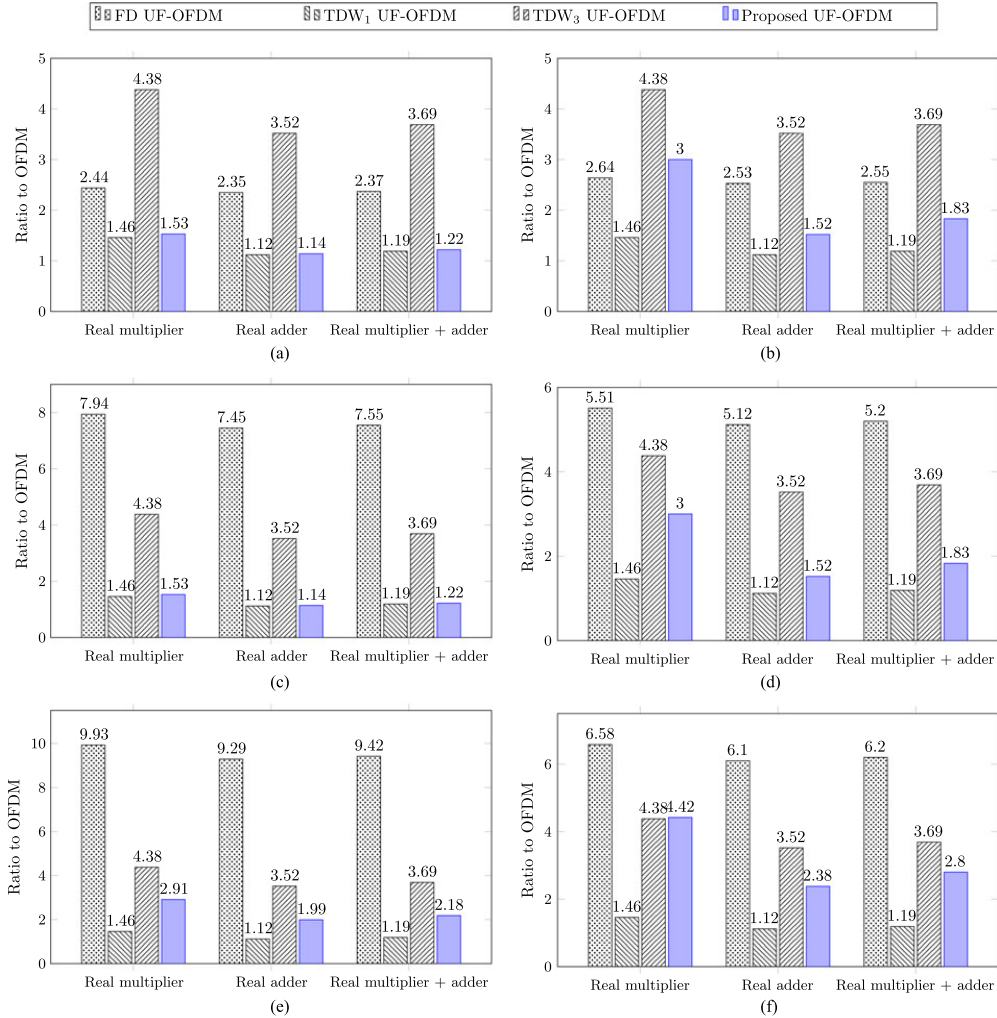 FD UF-OFDM TDW₁ UF-OFDM TDW₃ UF-OFDM Proposed UF-OFDM
Ratio to OFDM
5
4
3
2
1
0
2.44 1.46 4.38 1.53
2.35 1.12 3.52 1.14
2.37 1.19 3.69 1.22
Real multiplier Real adder Real multiplier + adder
(a)
Ratio to OFDM
5
4
3
2
1
0
2.64 1.46 4.38 3
2.53 1.12 3.52 1.52
2.55 1.19 3.69 1.83
Real multiplier Real adder Real multiplier + adder
(b)
Ratio to OFDM
8
6
4
2
0
7.94 1.46 4.38 1.53
7.45 1.12 3.52 1.14
7.55 1.19 3.69 1.22
Real multiplier Real adder Real multiplier + adder
(c)
Ratio to OFDM
6
4
2
0
5.51 1.46 4.38 3
5.12 1.12 3.52 1.52
5.2 1.19 3.69 1.83
Real multiplier Real adder Real multiplier + adder
(d)
Ratio to OFDM
10
8
6
4
2
0
9.93 1.46 4.38 2.91
9.29 1.12 3.52 1.99
9.42 1.19 3.69 2.18
Real multiplier Real adder Real multiplier + adder
(e)
Ratio to OFDM
6
4
2
0
6.58 1.46 4.38 4.42
6.1 1.12 3.52 2.38
6.2 1.19 3.69 2.8
Real multiplier Real adder Real multiplier + adder
(f)